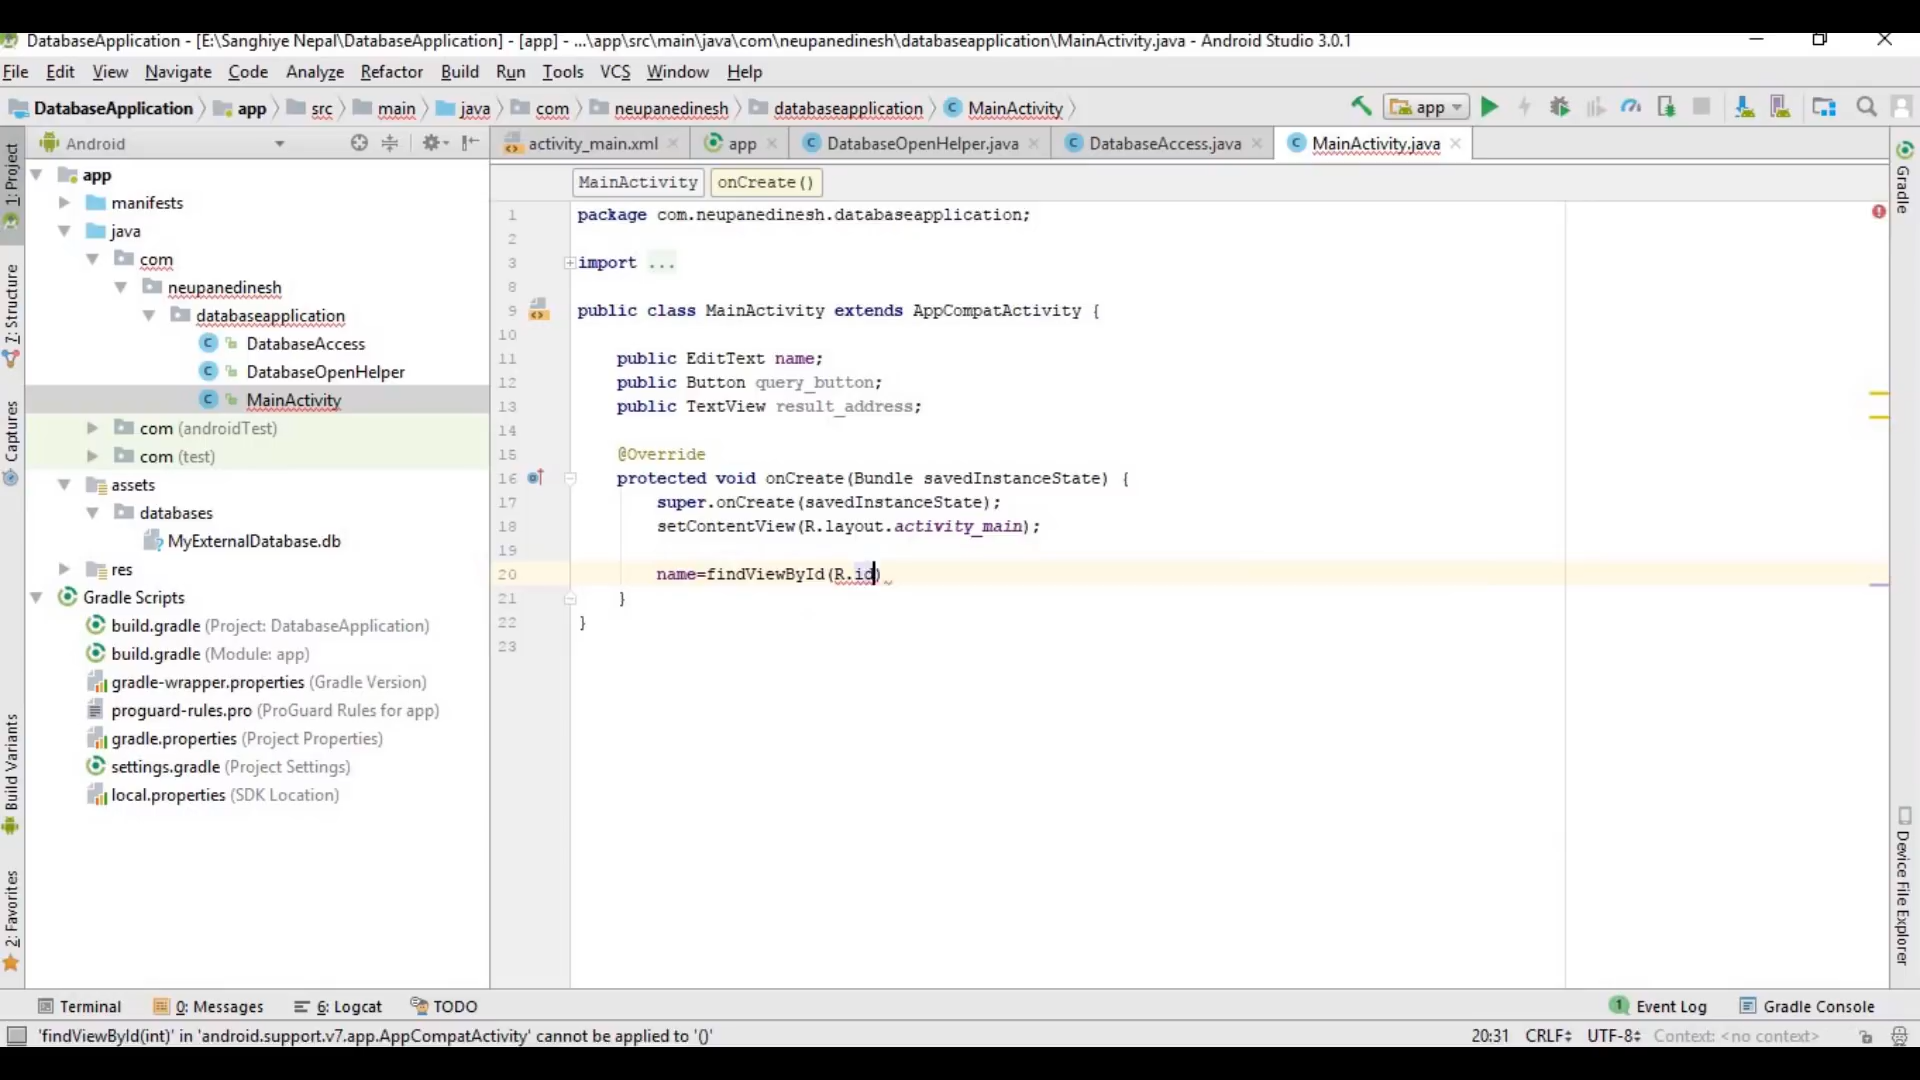 DatabaseApplication - [E:\Sanghiye Nepal\DatabaseApplication] - [app] - ...\app\src\main\java\com\neupanedinesh\databaseapplication\MainActivity.java - Android Studio 3.0.1
File Edit View Navigate Code Analyze Refactor Build Run Tools VCS Window Help
DatabaseApplication app src main java com neupanedinesh databaseapplication MainActivity app
Android
activity_main.xml app DatabaseOpenHelper.java DatabaseAccess.java MainActivity.java
1: Project
7: Structure
Captures
Build Variants
2: Favorites
app
manifests
java
com
neupanedinesh
databaseapplication
DatabaseAccess
DatabaseOpenHelper
MainActivity
com (androidTest)
com (test)
assets
databases
MyExternalDatabase.db
res
Gradle Scripts
build.gradle (Project: DatabaseApplication)
build.gradle (Module: app)
gradle-wrapper.properties (Gradle Version)
proguard-rules.pro (ProGuard Rules for app)
gradle.properties (Project Properties)
settings.gradle (Project Settings)
local.properties (SDK Location)
MainActivity onCreate()
1 package com.neupanedinesh.databaseapplication;
2
3 import ...
8
9 public class MainActivity extends AppCompatActivity {
10
11 public EditText name;
12 public Button query_button;
13 public TextView result_address;
14
15 @Override
16 protected void onCreate(Bundle savedInstanceState) {
17 super.onCreate(savedInstanceState);
18 setContentView(R.layout.activity_main);
19
20 name=findViewById(R.id)
21 }
22 }
23
Gradle
Device File Explorer
Terminal 0: Messages 6: Logcat TODO 1 Event Log Gradle Console
'findViewById(int)' in 'android.support.v7.app.AppCompatActivity' cannot be applied to '()' 20:31 CRLF UTF-8 Context: <no context>